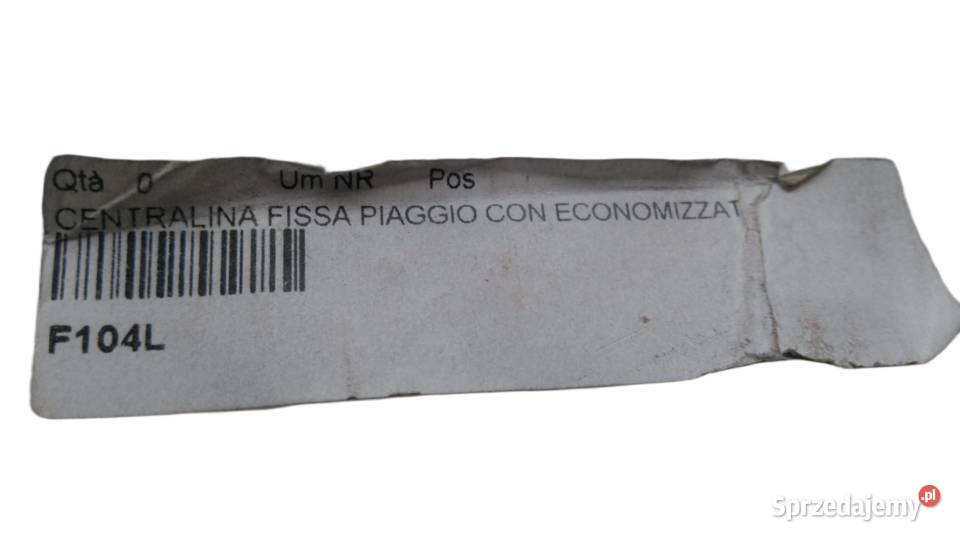 Qtà 0 Um NR Pos
CENTRALINA FISSA PIAGGIO CON ECONOMIZZAT
F104L
Sprzedajemy.pl